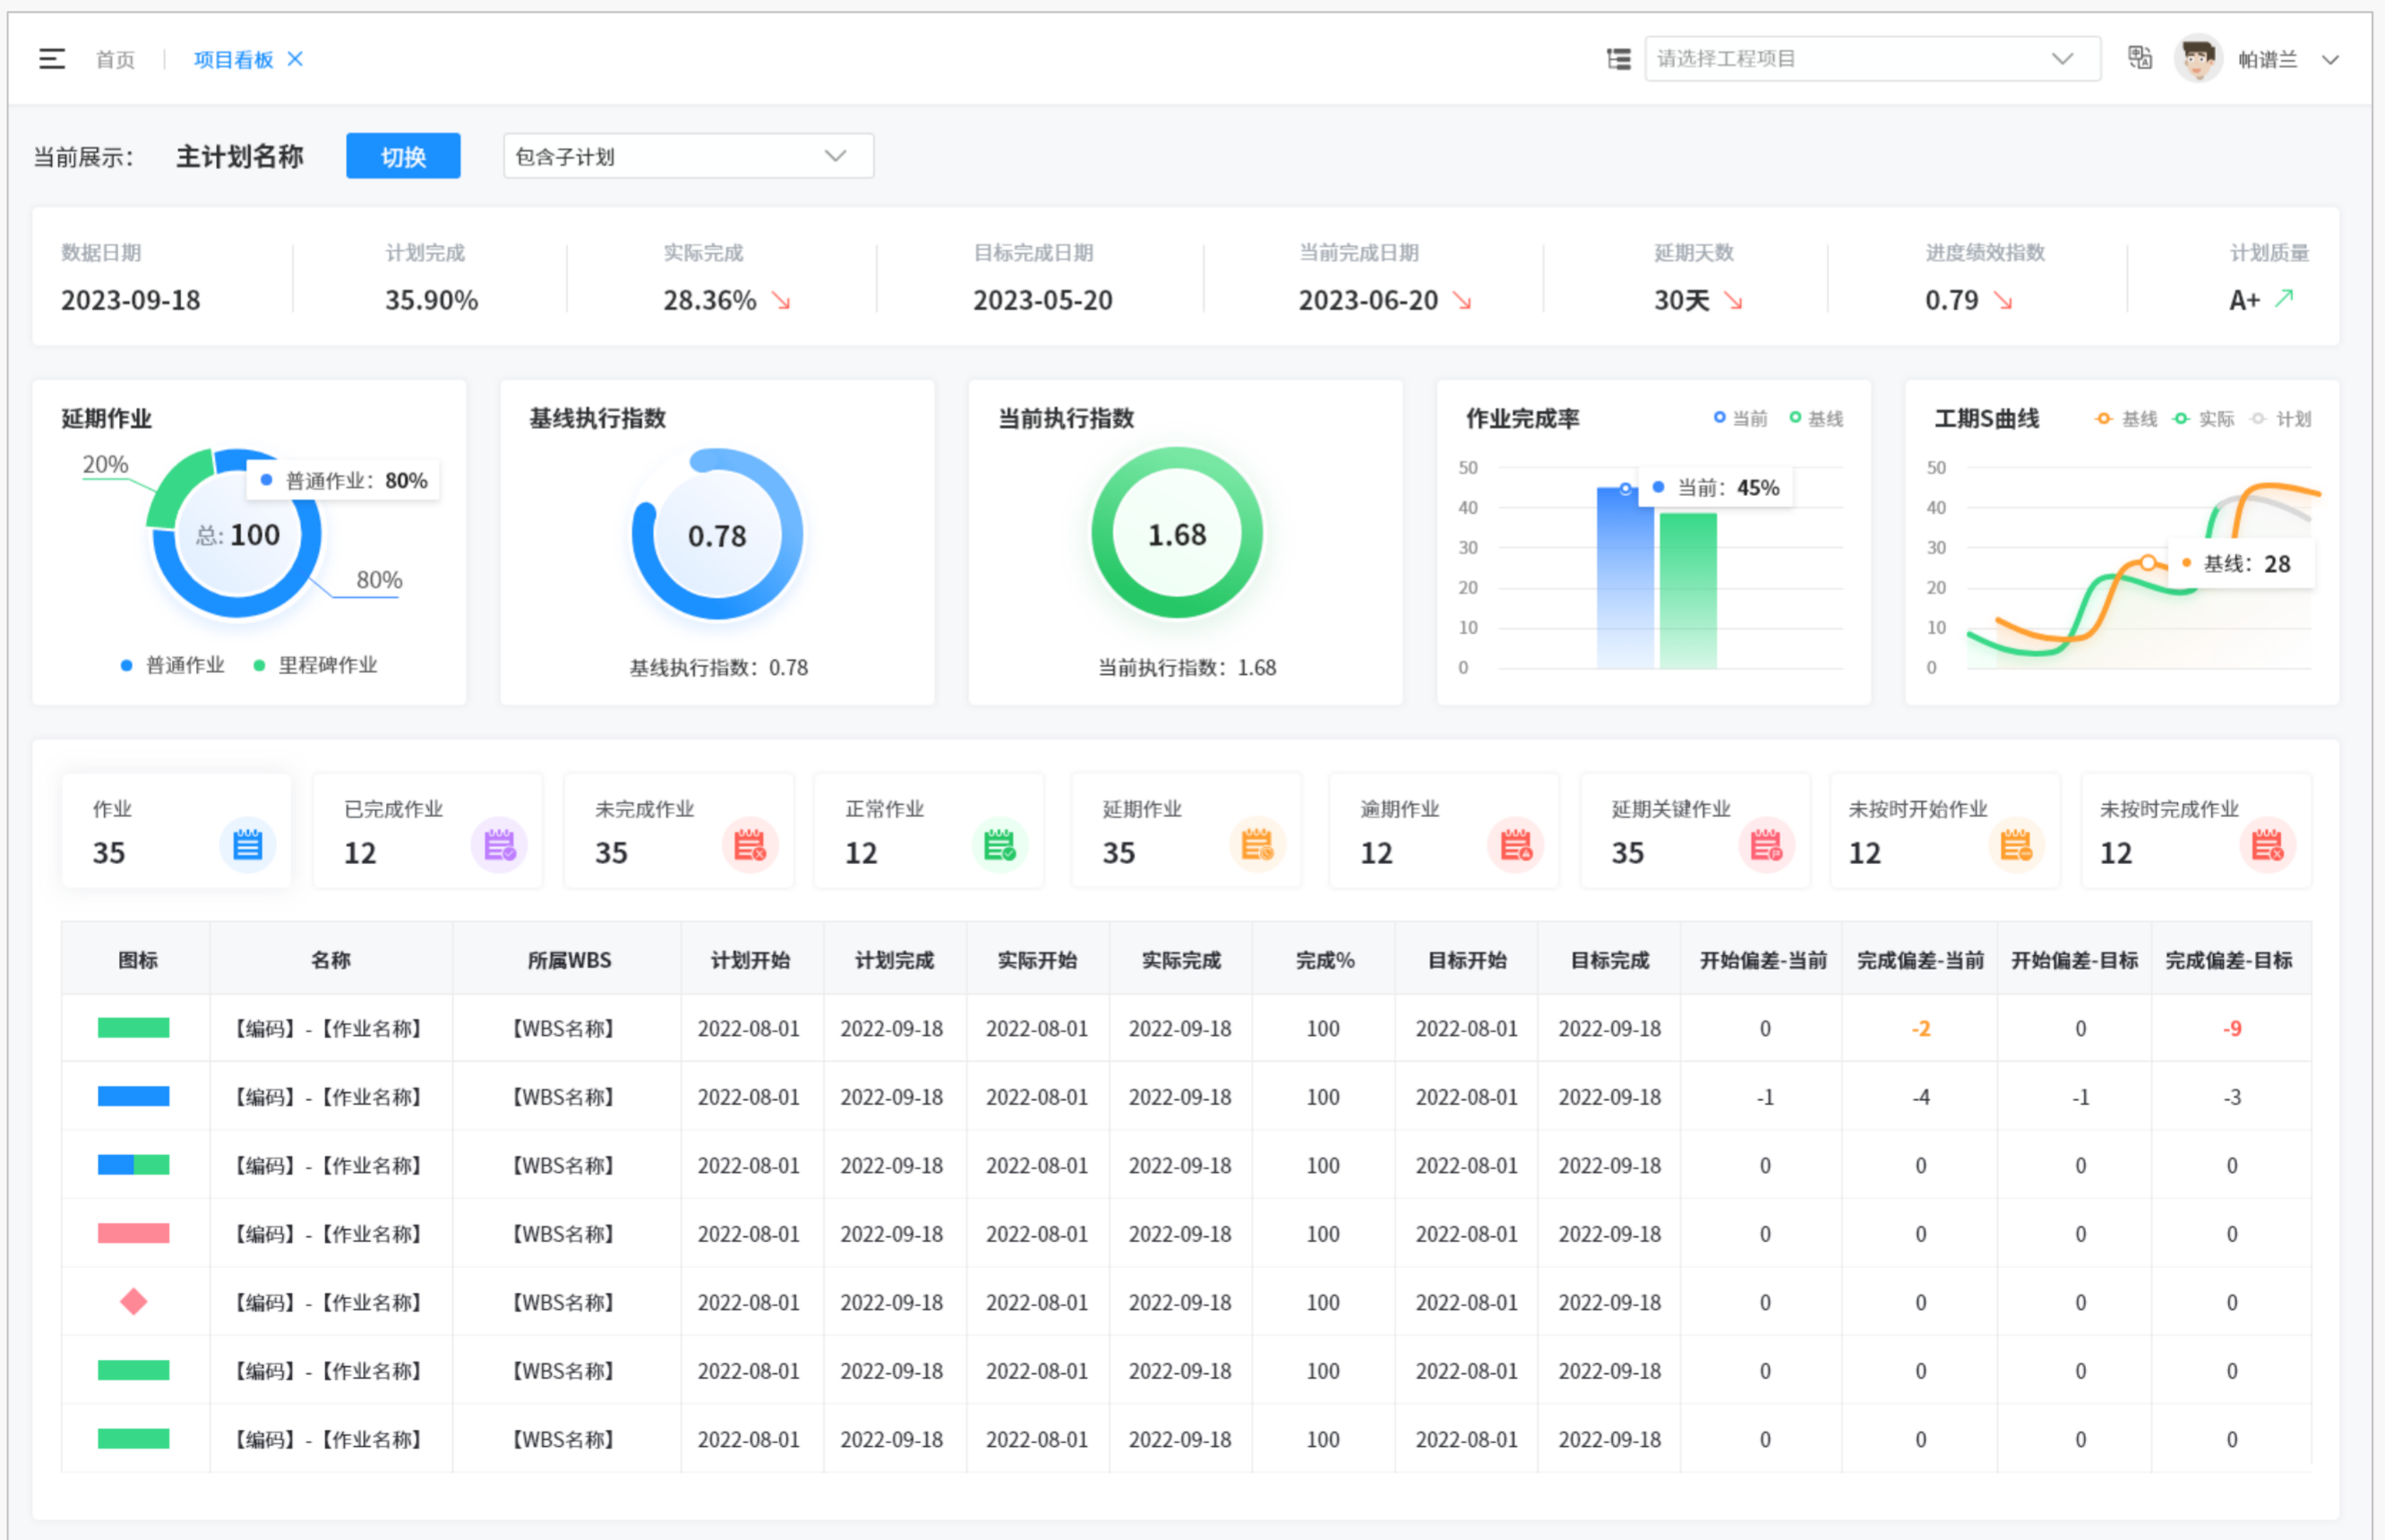 首页 项目看板 请选择工程项目 帕谱兰
当前展示： 主计划名称 切换 包含子计划
数据日期 计划完成 实际完成 目标完成日期 当前完成日期 延期天数 进度绩效指数 计划质量
2023-09-18 35.90% 28.36% 2023-05-20 2023-06-20 30天 0.79 A+
延期作业
20%
普通作业：80%
总: 100
80%
普通作业 里程碑作业
基线执行指数
0.78
基线执行指数：0.78
当前执行指数
1.68
当前执行指数：1.68
作业完成率 当前 基线
50
当前：45%
40
30
20
10
0
工期S曲线 基线 实际 计划
50
40
30
基线：28
20
10
0
作业
35
已完成作业
12
未完成作业
35
正常作业
12
延期作业
35
逾期作业
12
延期关键作业
35
未按时开始作业
12
未按时完成作业
12
图标 名称 所属WBS 计划开始 计划完成 实际开始 实际完成 完成% 目标开始 目标完成 开始偏差-当前 完成偏差-当前 开始偏差-目标 完成偏差-目标
【编码】-【作业名称】 【WBS名称】 2022-08-01 2022-09-18 2022-08-01 2022-09-18 100 2022-08-01 2022-09-18 0 -2 0 -9
【编码】-【作业名称】 【WBS名称】 2022-08-01 2022-09-18 2022-08-01 2022-09-18 100 2022-08-01 2022-09-18 -1 -4 -1 -3
【编码】-【作业名称】 【WBS名称】 2022-08-01 2022-09-18 2022-08-01 2022-09-18 100 2022-08-01 2022-09-18 0 0 0 0
【编码】-【作业名称】 【WBS名称】 2022-08-01 2022-09-18 2022-08-01 2022-09-18 100 2022-08-01 2022-09-18 0 0 0 0
【编码】-【作业名称】 【WBS名称】 2022-08-01 2022-09-18 2022-08-01 2022-09-18 100 2022-08-01 2022-09-18 0 0 0 0
【编码】-【作业名称】 【WBS名称】 2022-08-01 2022-09-18 2022-08-01 2022-09-18 100 2022-08-01 2022-09-18 0 0 0 0
【编码】-【作业名称】 【WBS名称】 2022-08-01 2022-09-18 2022-08-01 2022-09-18 100 2022-08-01 2022-09-18 0 0 0 0